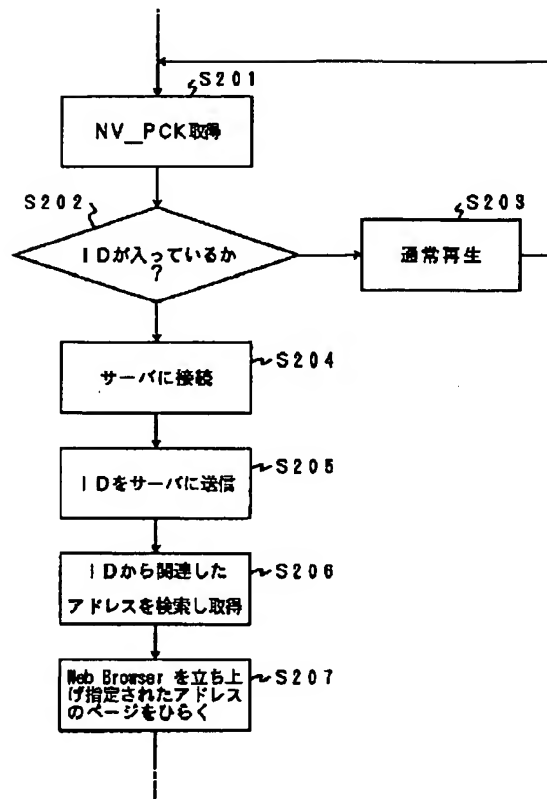 S201
NV_PCK取得
S202
IDが入っているか
?
S203
通常再生
サーバに接続
S204
IDをサーバに送信
S205
IDから関連した
アドレスを検索し取得
S206
Web Browser を立ち上
げ指定されたアドレス
のページをひらく
S207